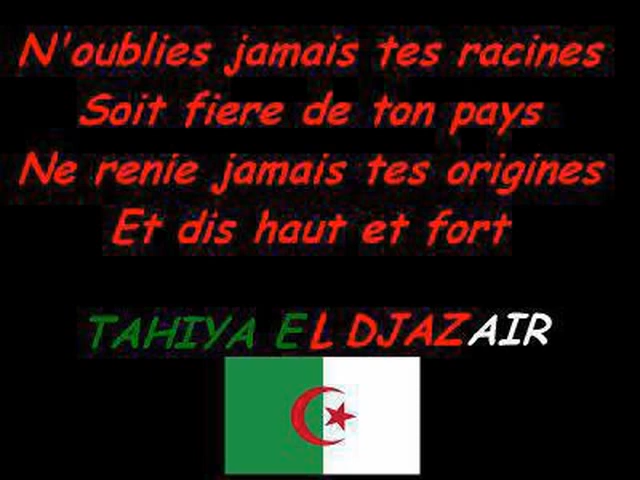 N'oublies jamais tes racines
Soit fiere de ton pays
Ne renie jamais tes origines
Et dis haut et fort
TAHIYA EL DJAZAIR